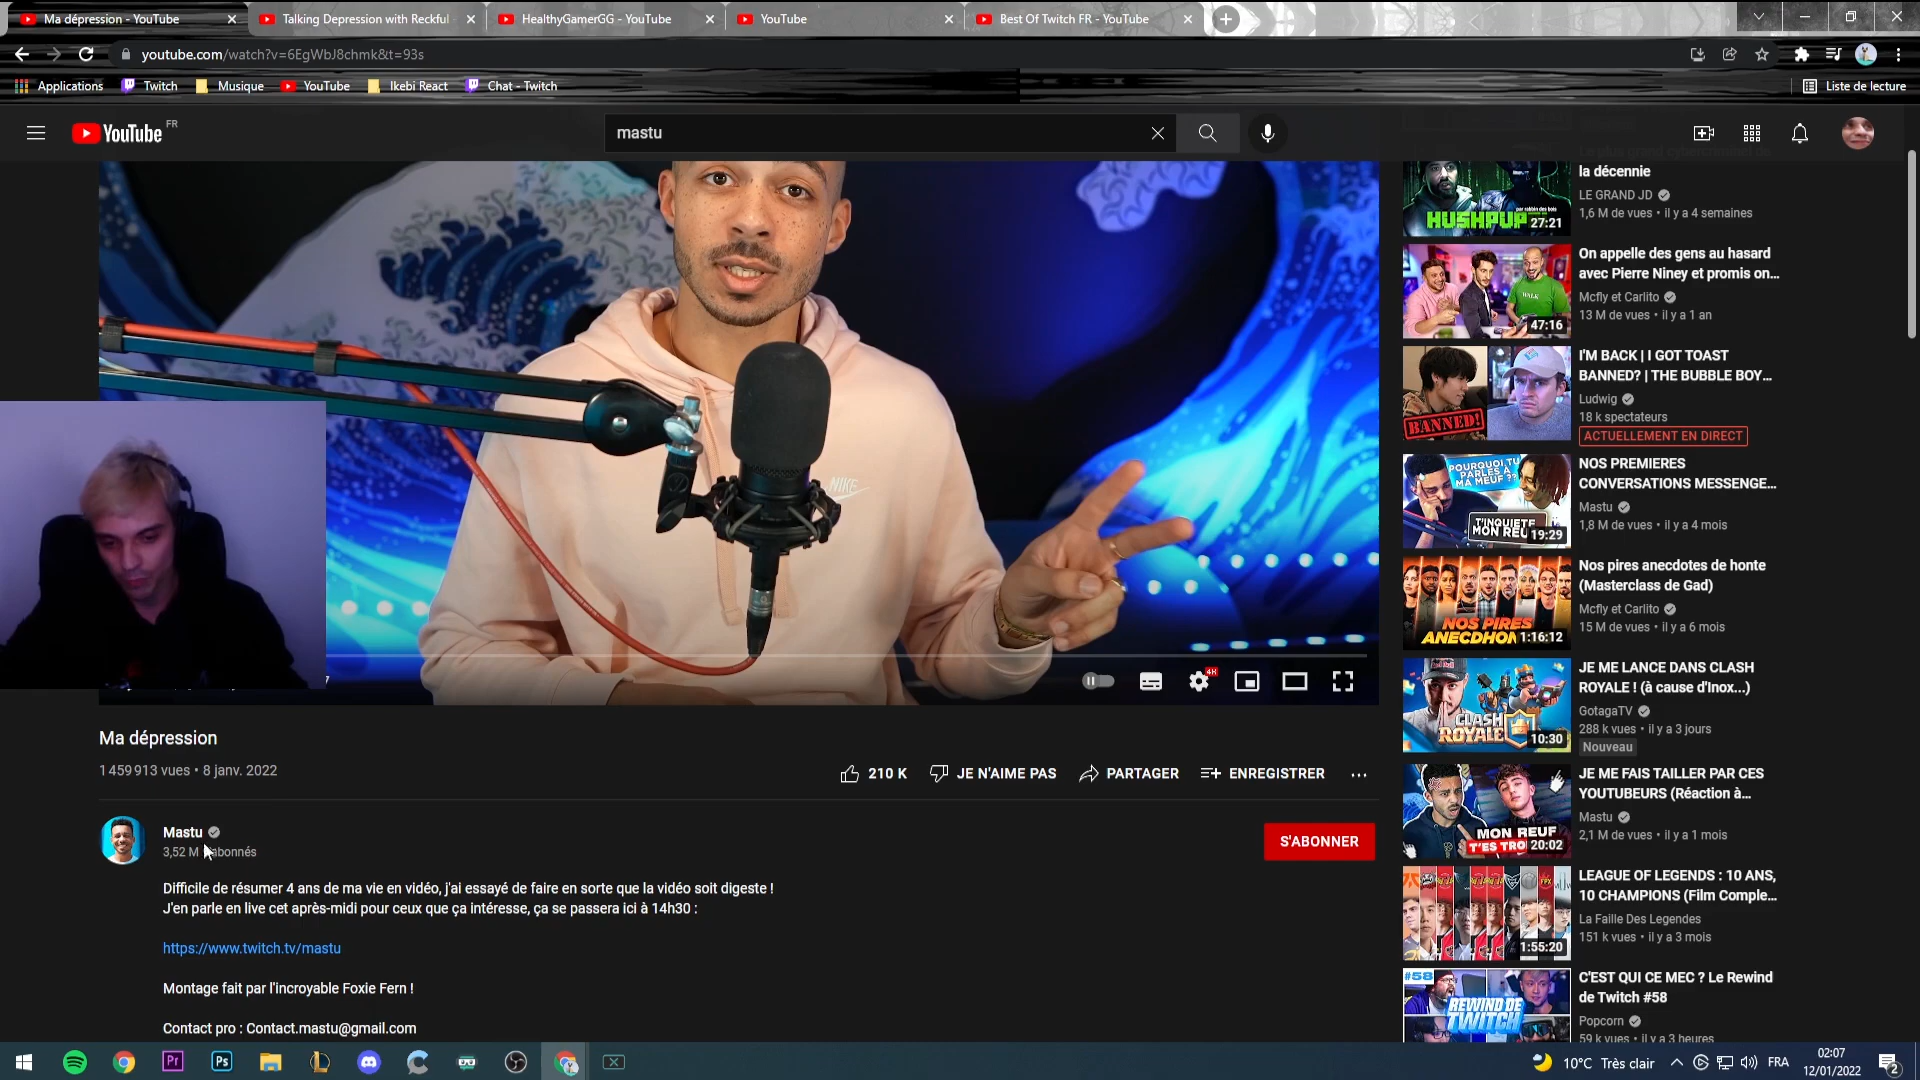 Ma dépression - YouTube
Talking Depression with Reckful
HealthyGamerGG - YouTube
YouTube
Best Of Twitch FR - YouTube
youtube.com/watch?v=6EgWbJ8chmk&t=93s
Applications
Twitch
Musique
YouTube
Ikebi React
Chat - Twitch
Liste de lecture
YouTube FR
mastu
NIKE
4K
Ma dépression
1 459 913 vues • 8 janv. 2022
210 K
JE N'AIME PAS
PARTAGER
ENREGISTRER
Mastu
3,52 M d'abonnés
S'ABONNER
Difficile de résumer 4 ans de ma vie en vidéo, j'ai essayé de faire en sorte que la vidéo soit digeste !
J'en parle en live cet après-midi pour ceux que ça intéresse, ça se passera ici à 14h30 :
https://www.twitch.tv/mastu
Montage fait par l'incroyable Foxie Fern !
Contact pro : Contact.mastu@gmail.com
la décennie
LE GRAND JD
1,6 M de vues • il y a 4 semaines
HUSHPUP
27:21
On appelle des gens au hasard
avec Pierre Niney et promis on...
Mcfly et Carlito
13 M de vues • il y a 1 an
47:16
I'M BACK | I GOT TOAST
BANNED? | THE BUBBLE BOY...
Ludwig
18 k spectateurs
ACTUELLEMENT EN DIRECT
BANNED!
NOS PREMIERES
CONVERSATIONS MESSENGE...
Mastu
1,8 M de vues • il y a 4 mois
POURQUOI TU
PARLES À
MA MEUF ??
T'INQUIETE
MON REU
19:29
Nos pires anecdotes de honte
(Masterclass de Gad)
Mcfly et Carlito
15 M de vues • il y a 6 mois
NOS PIRES
ANECDHON
1:16:12
JE ME LANCE DANS CLASH
ROYALE ! (à cause d'Inox...)
GotagaTV
288 k vues • il y a 3 jours
Nouveau
CLASH
ROYALE
10:30
JE ME FAIS TAILLER PAR CES
YOUTUBEURS (Réaction à...
Mastu
2,1 M de vues • il y a 1 mois
MON REUF
T'ES TRO
20:02
LEAGUE OF LEGENDS : 10 ANS,
10 CHAMPIONS (Film Comple...
La Faille Des Legendes
151 k vues • il y a 3 mois
1:55:20
C'EST QUI CE MEC ? Le Rewind
de Twitch #58
Popcorn
59 k vues • il y a 3 heures
#58
REWIND DE
TWITCH
Pr
Ps
10°C Très clair
FRA
02:07
12/01/2022
2